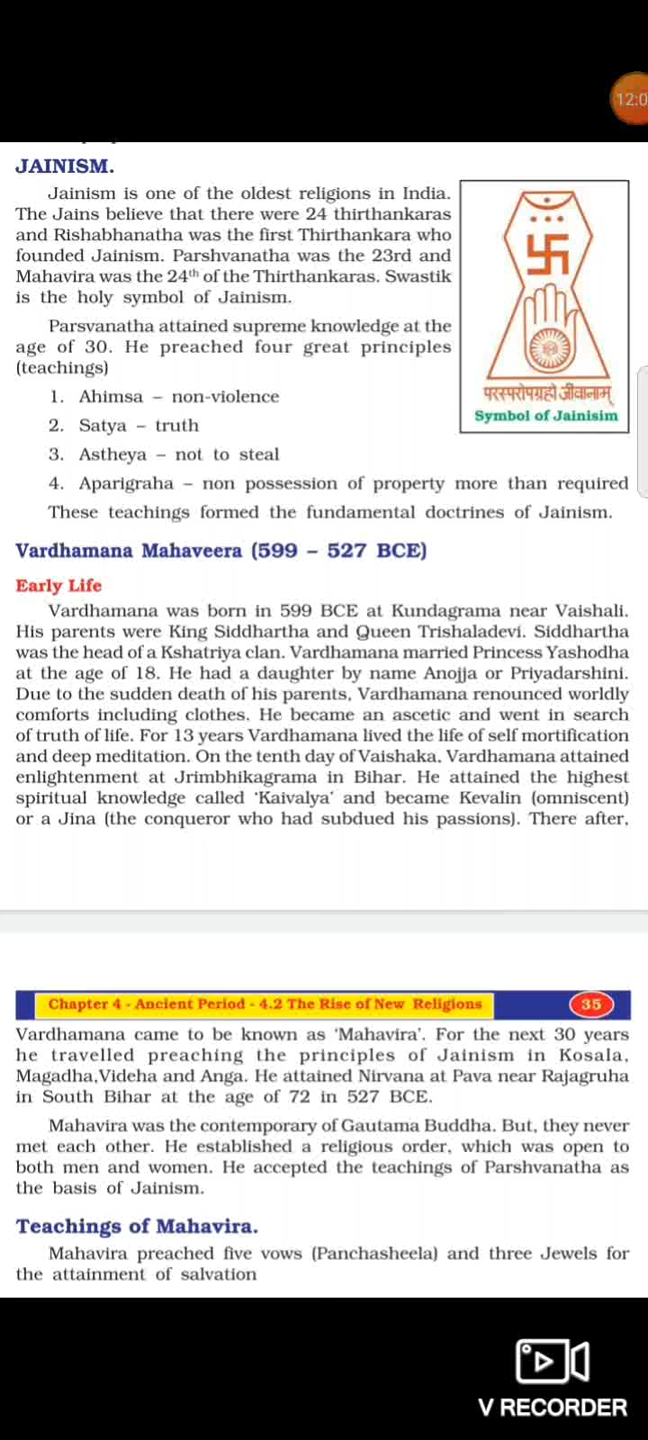 12:0
JAINISM.
Jainism is one of the oldest religions in India.
The Jains believe that there were 24 thirthankaras
and Rishabhanatha was the first Thirthankara who
founded Jainism. Parshvanatha was the 23rd and
Mahavira was the 24th of the Thirthankaras. Swastik
is the holy symbol of Jainism.
Parsvanatha attained supreme knowledge at the
age of 30. He preached four great principles
(teachings)
परस्परोपग्रहो जीवानाम्
Symbol of Jainisim
1. Ahimsa – non-violence
2. Satya – truth
3. Astheya – not to steal
4. Aparigraha – non possession of property more than required
These teachings formed the fundamental doctrines of Jainism.
Vardhamana Mahaveera (599 – 527 BCE)
Early Life
Vardhamana was born in 599 BCE at Kundagrama near Vaishali.
His parents were King Siddhartha and Queen Trishaladevi. Siddhartha
was the head of a Kshatriya clan. Vardhamana married Princess Yashodha
at the age of 18. He had a daughter by name Anojja or Priyadarshini.
Due to the sudden death of his parents, Vardhamana renounced worldly
comforts including clothes. He became an ascetic and went in search
of truth of life. For 13 years Vardhamana lived the life of self mortification
and deep meditation. On the tenth day of Vaishaka, Vardhamana attained
enlightenment at Jrimbhikagrama in Bihar. He attained the highest
spiritual knowledge called ‘Kaivalya’ and became Kevalin (omniscent)
or a Jina (the conqueror who had subdued his passions). There after,
Chapter 4 - Ancient Period - 4.2 The Rise of New Religions
35
Vardhamana came to be known as ‘Mahavira’. For the next 30 years
he travelled preaching the principles of Jainism in Kosala,
Magadha,Videha and Anga. He attained Nirvana at Pava near Rajagruha
in South Bihar at the age of 72 in 527 BCE.
Mahavira was the contemporary of Gautama Buddha. But, they never
met each other. He established a religious order, which was open to
both men and women. He accepted the teachings of Parshvanatha as
the basis of Jainism.
Teachings of Mahavira.
Mahavira preached five vows (Panchasheela) and three Jewels for
the attainment of salvation
V RECORDER